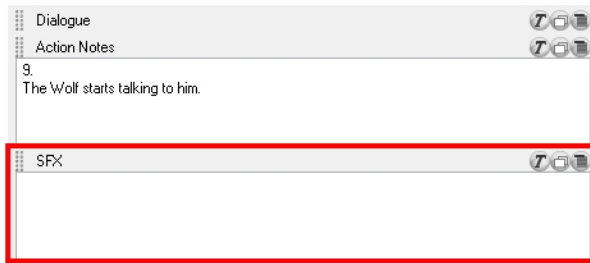 Dialogue
Action Notes
9.
The Wolf starts talking to him.
SFX